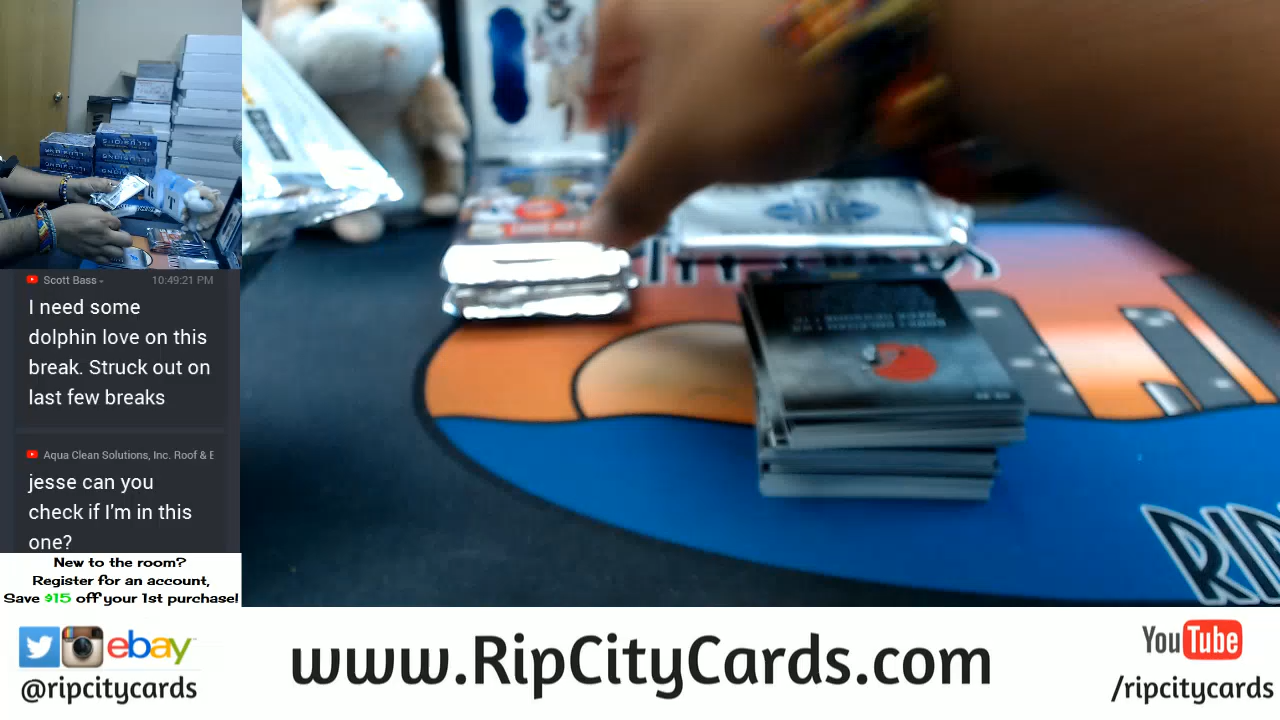 Scott Bass
10:49:21 PM
I need some
dolphin love on this
break. Struck out on
last few breaks
Aqua Clean Solutions, Inc. Roof & E
jesse can you
check if I'm in this
one?
New to the room?
Register for an account,
Save $15 off your 1st purchase!
ebay
@ripcitycards
www.RipCityCards.com
YouTube
/ripcitycards
RIP
ILLUSIONS